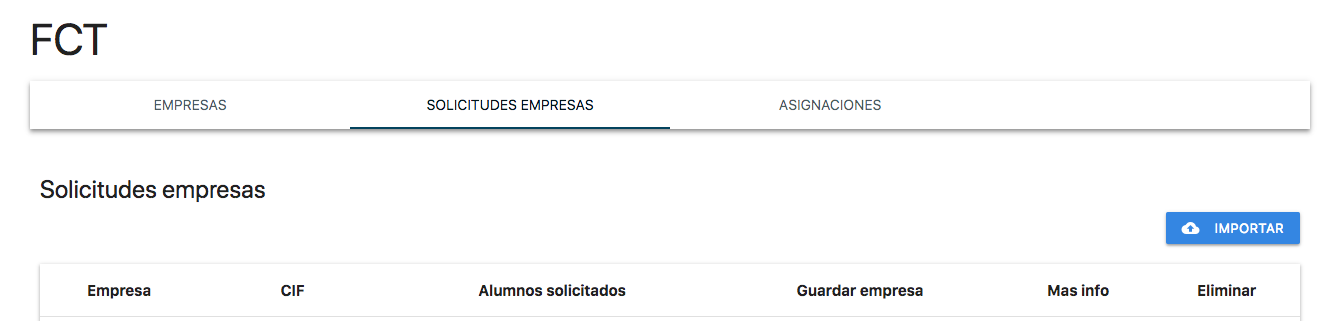 FCT
EMPRESAS SOLICITUDES EMPRESAS ASIGNACIONES
Solicitudes empresas
IMPORTAR
Empresa CIF Alumnos solicitados Guardar empresa Mas info Eliminar